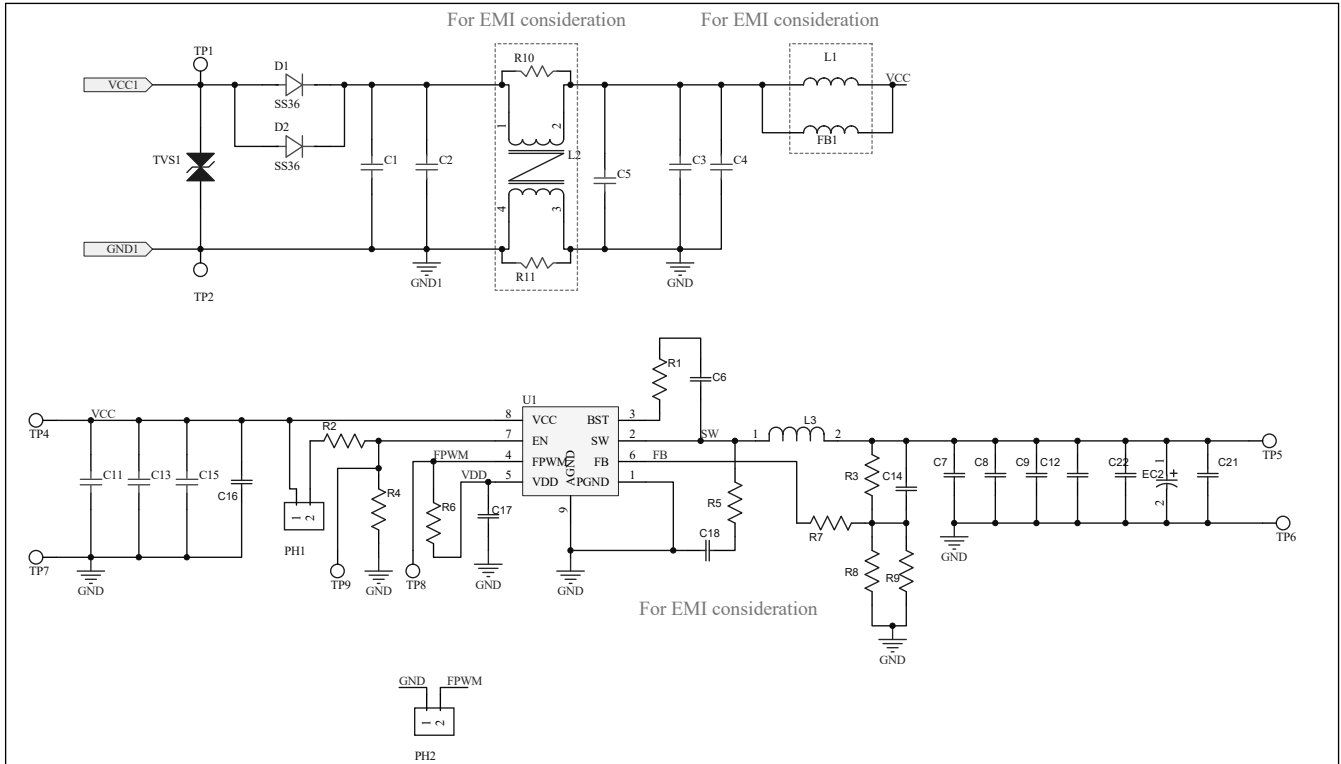 For EMI consideration
For EMI consideration
TP1
D1
R10
L1
VCC1
SS36
VCC
D2
1
2
FB1
TVS1
SS36
C1
C2
L2
C5
C3
C4
4
3
GND1
R11
GND1
GND
TP2
R1
C6
U1
TP4
VCC
R2
8
VCC
BST
3
SW
1
L3
2
7
EN
SW
2
TP5
FPWM
4
FPWM
FB
6
FB
VDD
5
VDD
AGND
PGND
1
C11
C13
C15
C16
R4
R6
C17
9
R5
R3
C14
C7
C8
C9
C12
C22
EC2
1
+
2
C21
1
2
PH1
C18
R7
TP7
GND
TP9
GND
TP8
GND
GND
R8
R9
GND
TP6
For EMI consideration
GND
GND
FPWM
1
2
PH2